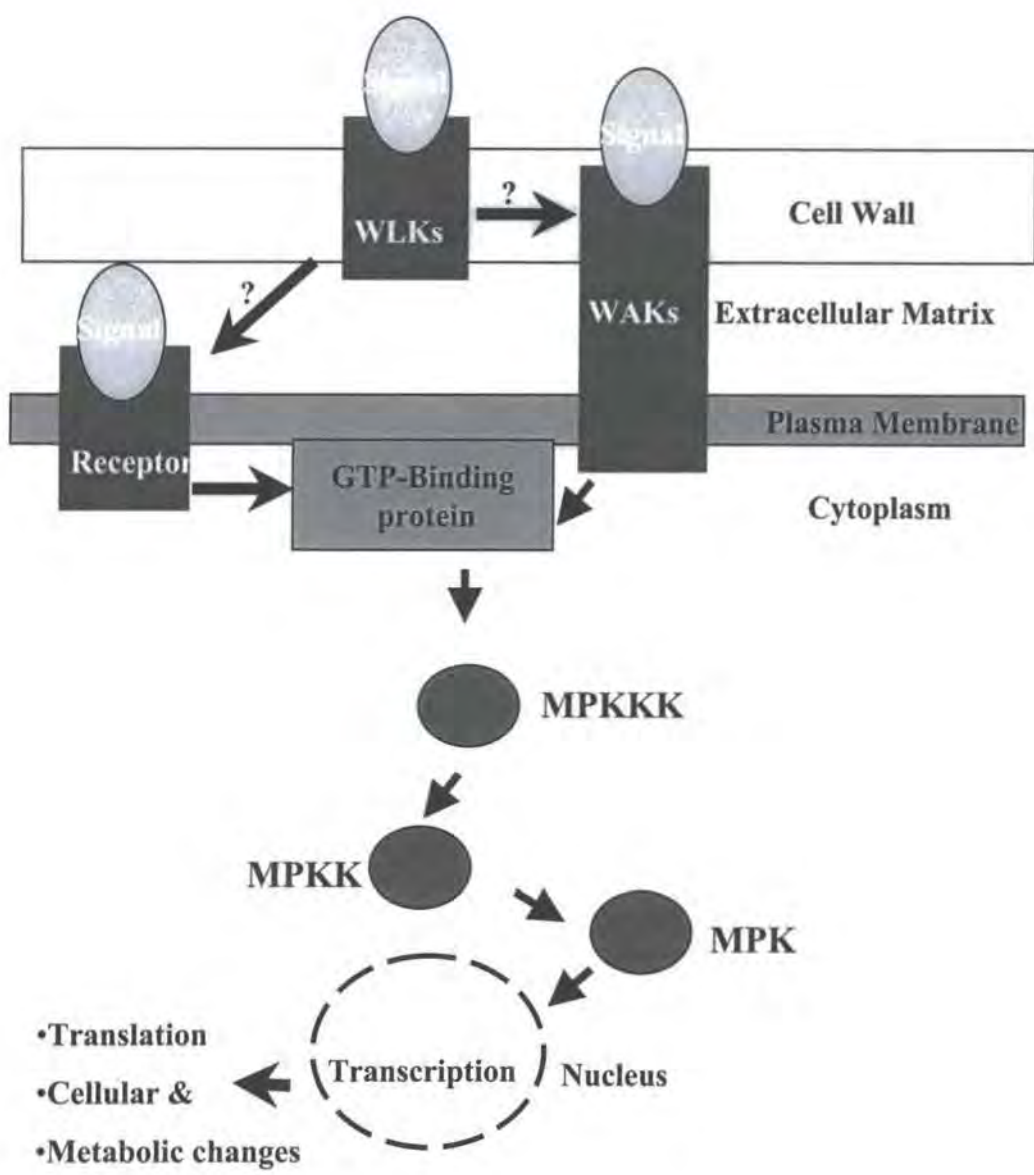 Signal
Signal
?
WLKs
Cell Wall
?
Signal
WAKs
Extracellular Matrix
Plasma Membrane
Receptor
GTP-Binding
protein
Cytoplasm
MPKKK
MPKK
MPK
•Translation
Transcription
Nucleus
•Cellular &
•Metabolic changes